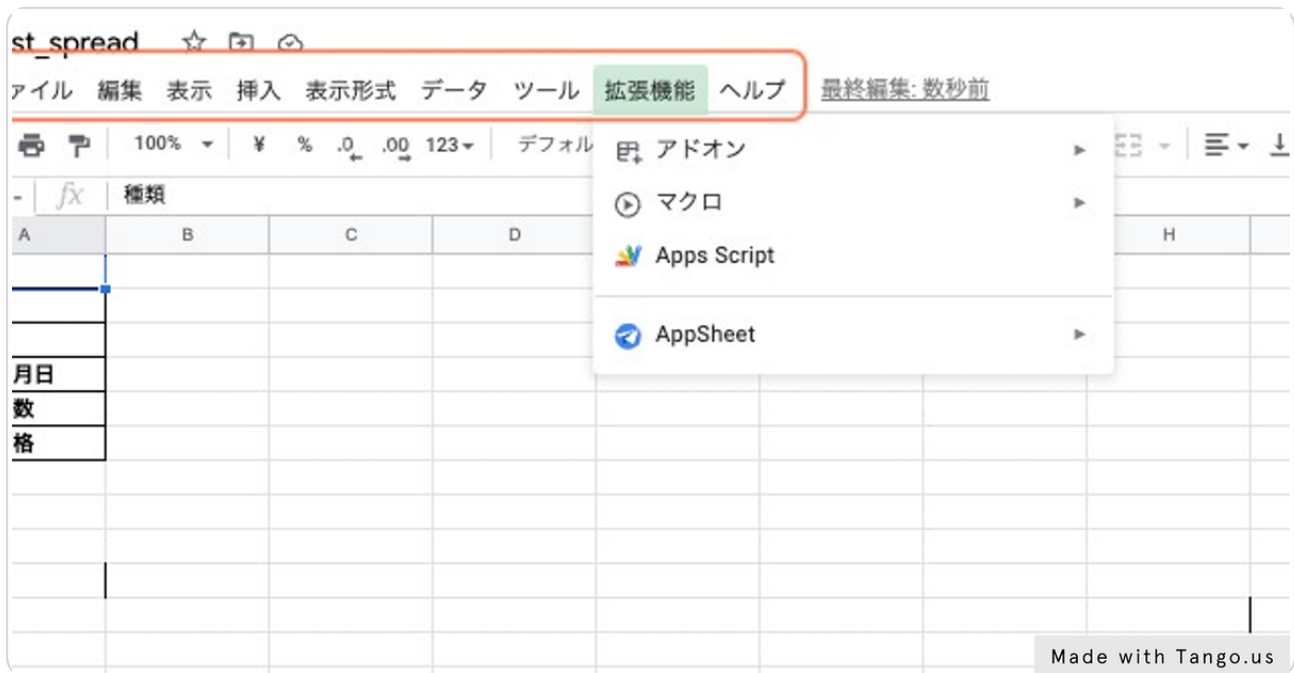 st_spread
ァイル 編集 表示 挿入 表示形式 データ ツール 拡張機能 ヘルプ 最終編集: 数秒前
100% ¥ % .0 .00 123 デフォル
fx 種類
A B C D H
アドオン
マクロ
Apps Script
AppSheet
月日
数
格
Made with Tango.us